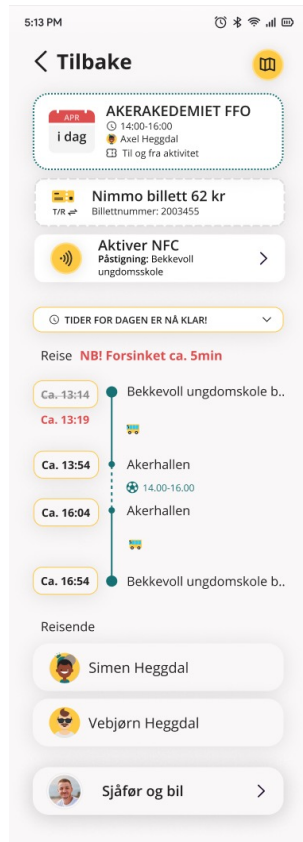 5:13 PM
Tilbake
APR
i dag
AKERAKEDEMIET FFO
14:00-16:00
Axel Heggdal
Til og fra aktivitet
T/R
Nimmo billett 62 kr
Billettnummer: 2003455
Aktiver NFC
Påstigning: Bekkevoll
ungdomsskole
TIDER FOR DAGEN ER NÅ KLAR!
Reise NB! Forsinket ca. 5min
Ca. 13:14 Bekkevoll ungdomskole b..
Ca. 13:19
Ca. 13:54 Akerhallen
14.00-16.00
Ca. 16:04 Akerhallen
Ca. 16:54 Bekkevoll ungdomskole b..
Reisende
Simen Heggdal
Vebjørn Heggdal
Sjåfør og bil